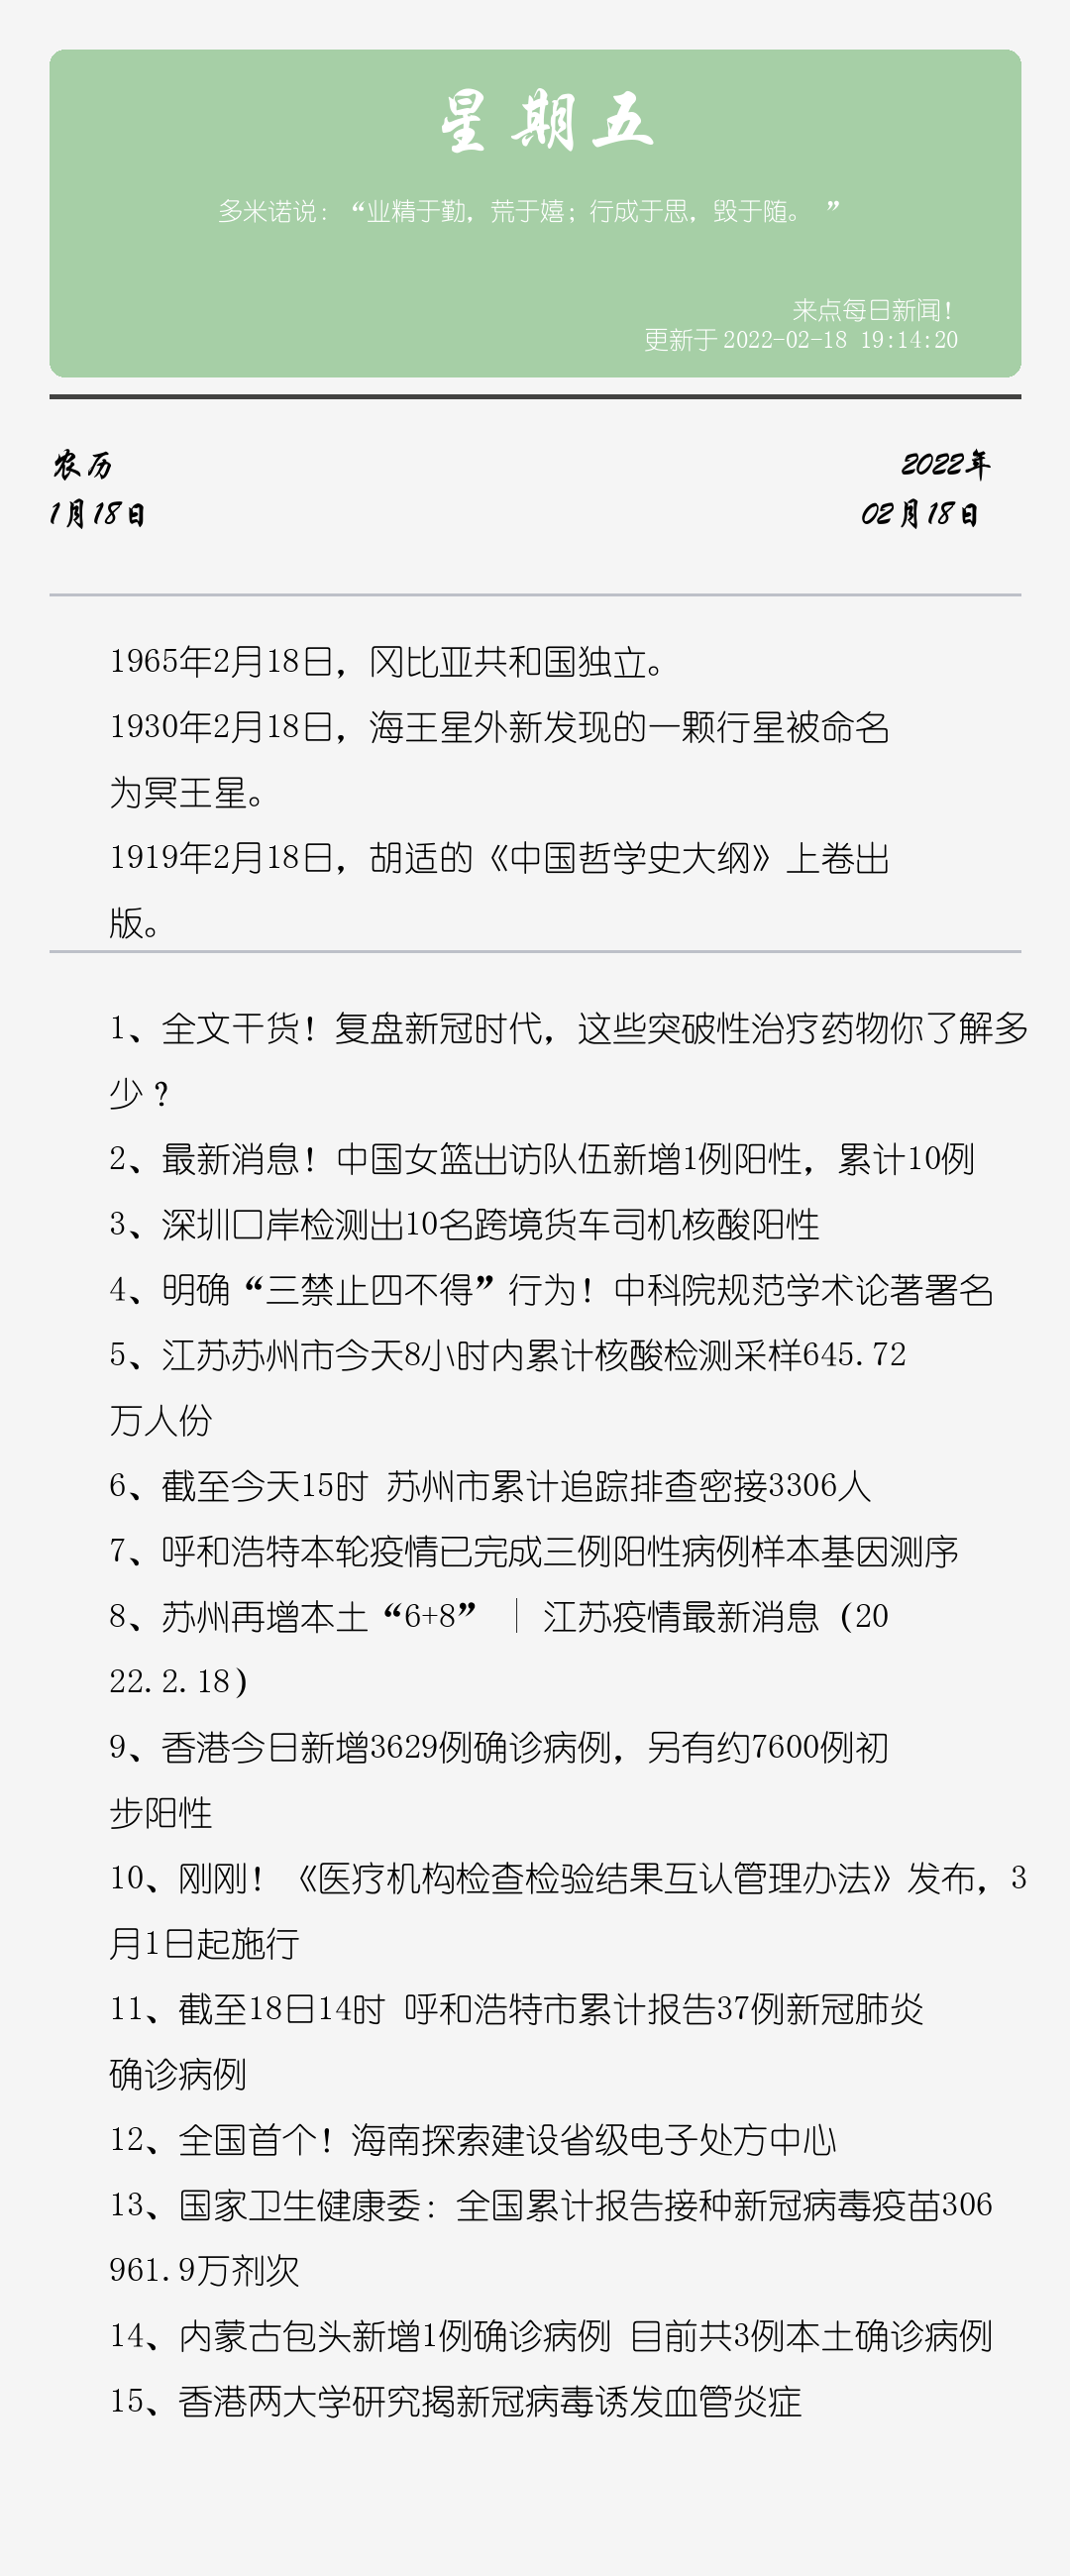 星期五
多米诺说：“业精于勤，荒于嬉；行成于思，毁于随。 ”
来点每日新闻！
更新于 2022-02-18 19:14:20
农历
2022年
1月18日
02月18日
1965年2月18日，冈比亚共和国独立。
1930年2月18日，海王星外新发现的一颗行星被命名
为冥王星。
1919年2月18日，胡适的《中国哲学史大纲》上卷出
版。
1、全文干货！复盘新冠时代，这些突破性治疗药物你了解多
少？
2、最新消息！中国女篮出访队伍新增1例阳性，累计10例
3、深圳口岸检测出10名跨境货车司机核酸阳性
4、明确“三禁止四不得”行为！中科院规范学术论著署名
5、江苏苏州市今天8小时内累计核酸检测采样645.72
万人份
6、截至今天15时 苏州市累计追踪排查密接3306人
7、呼和浩特本轮疫情已完成三例阳性病例样本基因测序
8、苏州再增本土“6+8” | 江苏疫情最新消息（20
22.2.18）
9、香港今日新增3629例确诊病例，另有约7600例初
步阳性
10、刚刚！《医疗机构检查检验结果互认管理办法》发布，3
月1日起施行
11、截至18日14时 呼和浩特市累计报告37例新冠肺炎
确诊病例
12、全国首个！海南探索建设省级电子处方中心
13、国家卫生健康委：全国累计报告接种新冠病毒疫苗306
961.9万剂次
14、内蒙古包头新增1例确诊病例 目前共3例本土确诊病例
15、香港两大学研究揭新冠病毒诱发血管炎症